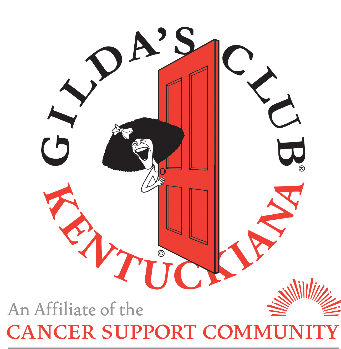 GILDA'S CLUB®
KENTUCKIANA
©
An Affiliate of the
CANCER SUPPORT COMMUNITY